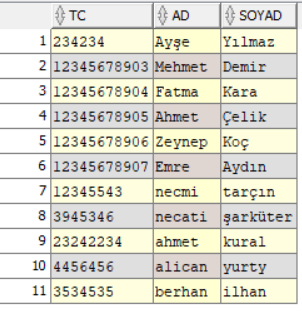 TC AD SOYAD
1 234234 Ayşe Yılmaz
2 12345678903 Mehmet Demir
3 12345678904 Fatma Kara
4 12345678905 Ahmet Çelik
5 12345678906 Zeynep Koç
6 12345678907 Emre Aydın
7 12345543 necmi tarçın
8 3945346 necati şarküter
9 23242234 ahmet kural
10 4456456 alican yurty
11 3534535 berhan ilhan